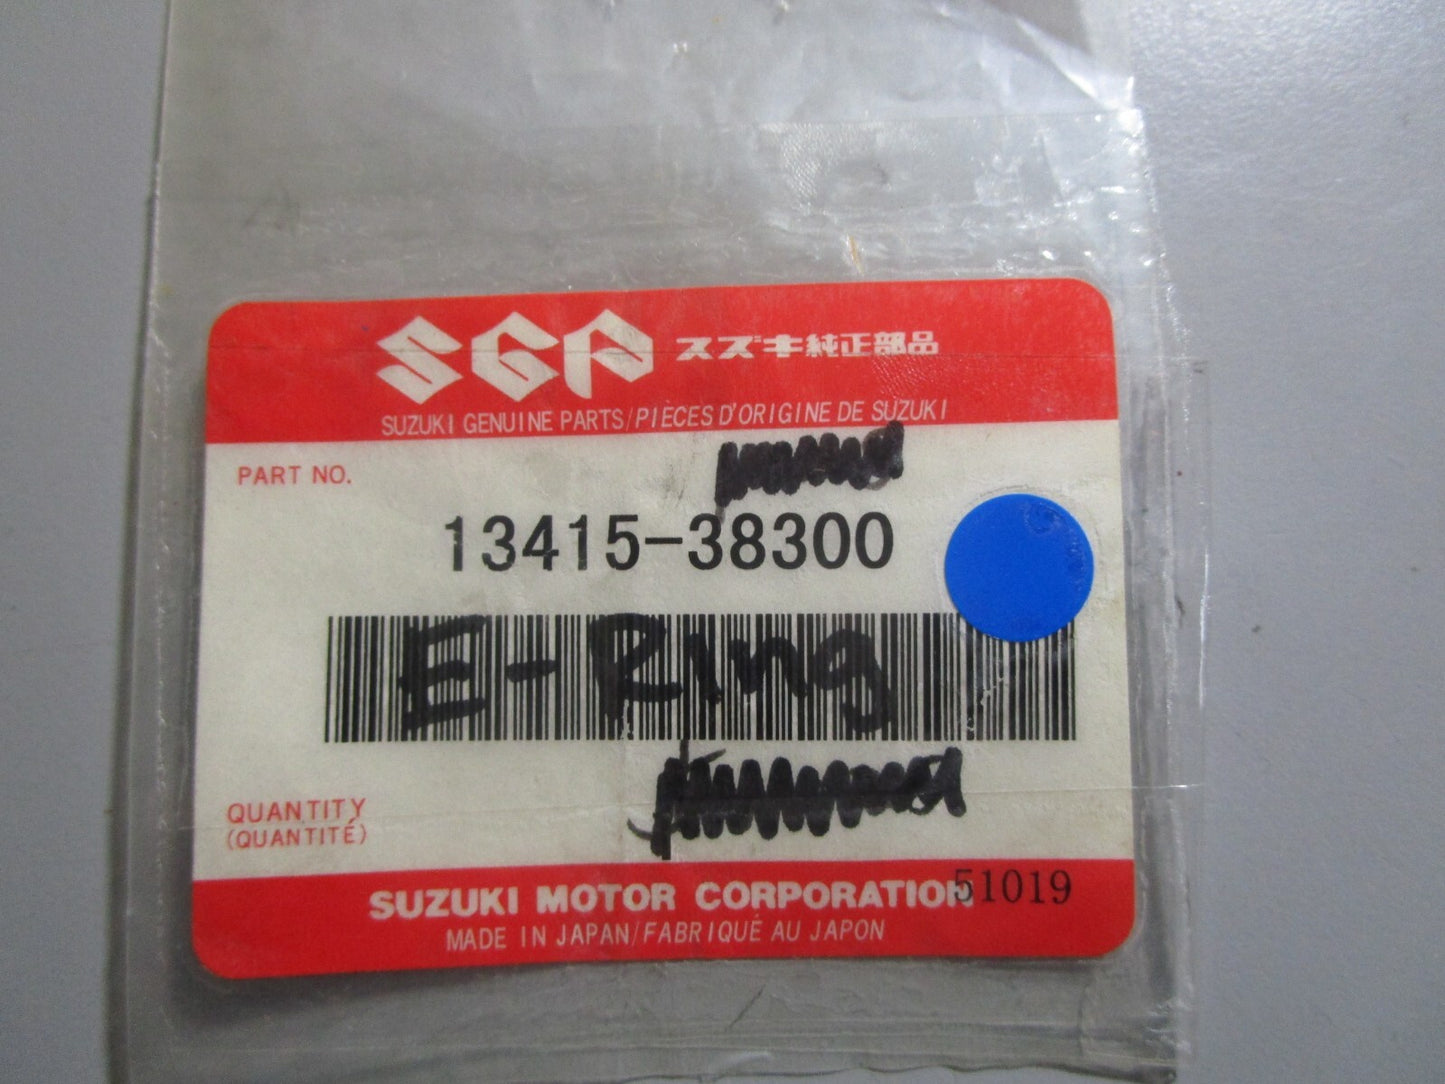 SGP スズキ純正部品
SUZUKI GENUINE PARTS/PIECES D'ORIGINE DE SUZUKI
PART NO.
13415-38300
E-Ring
QUANTITY
(QUANTITÉ)
SUZUKI MOTOR CORPORATION 51019
MADE IN JAPAN/FABRIQUÉ AU JAPON